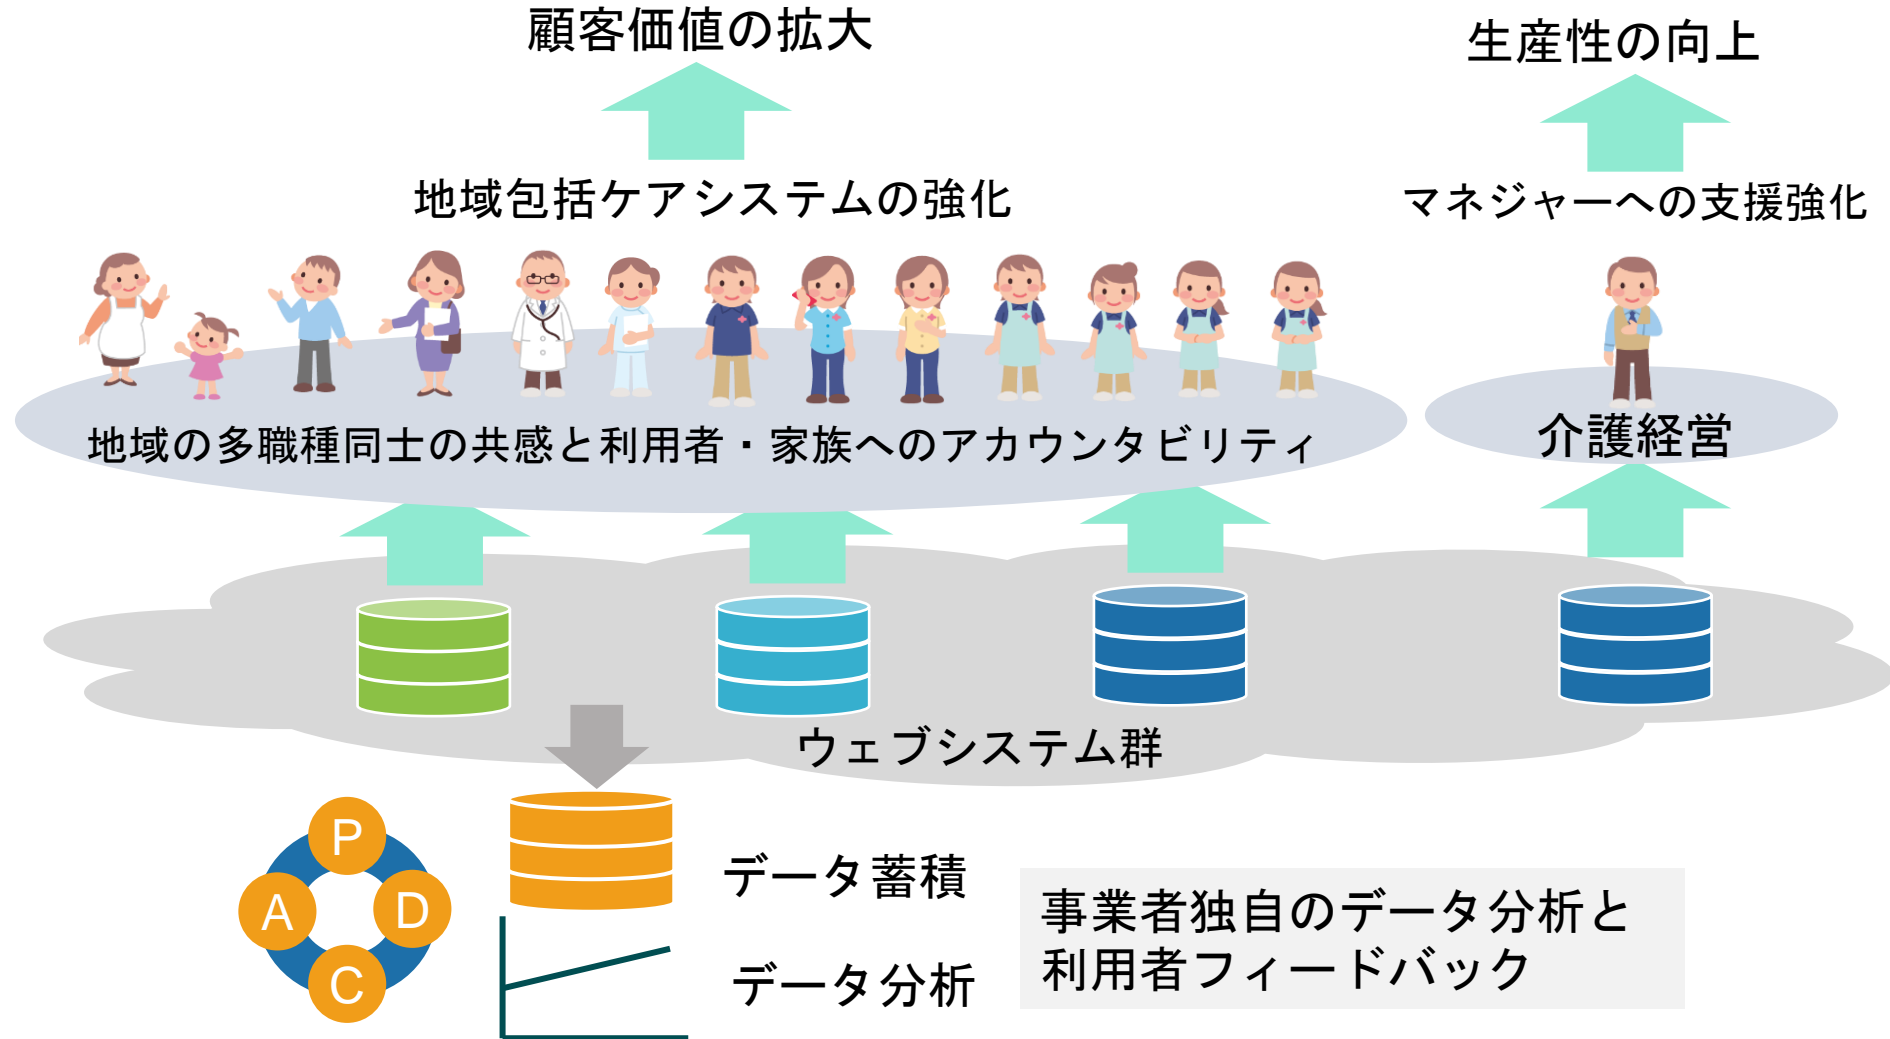 顧客価値の拡大
生産性の向上
地域包括ケアシステムの強化
マネジャーへの支援強化
地域の多職種同士の共感と利用者・家族へのアカウンタビリティ
介護経営
ウェブシステム群
P
D
C
A
データ蓄積
データ分析
事業者独自のデータ分析と
利用者フィードバック